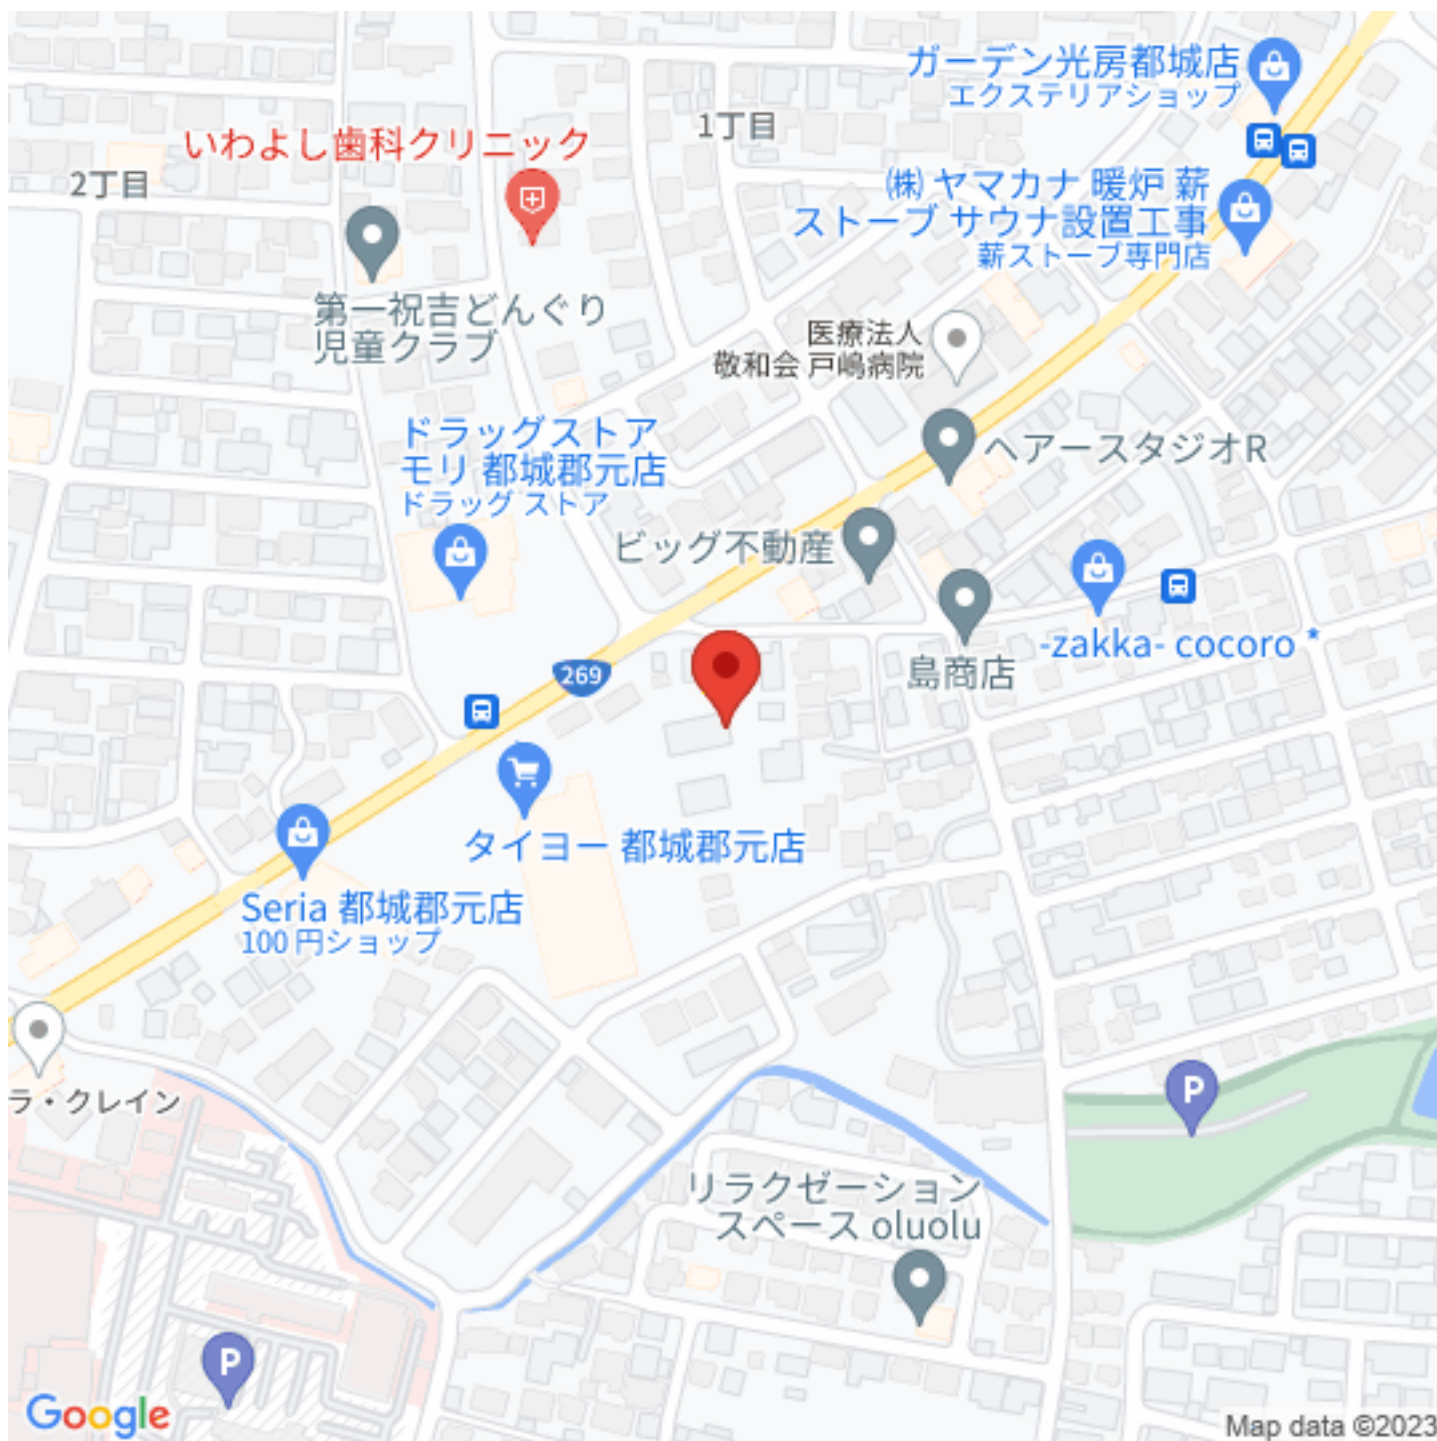 ガーデン光房都城店
エクステリアショップ
1丁目
いわよし歯科クリニック
2丁目
㈱ ヤマカナ 暖炉 薪
ストーブ サウナ設置工事
薪ストーブ専門店
第一祝吉どんぐり
児童クラブ
医療法人
敬和会 戸嶋病院
ドラッグストア
モリ 都城郡元店
ドラッグ ストア
ヘアースタジオR
ビッグ不動産
-zakka- cocoro *
島商店
269
タイヨー 都城郡元店
Seria 都城郡元店
100 円ショップ
ラ・クレイン
P
リラクゼーション
スペース oluolu
P
Google
Map data ©2023